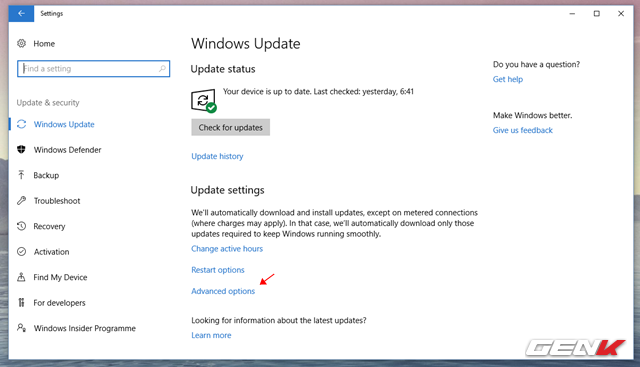 Settings
Home
Find a setting
Update & security
Windows Update
Windows Defender
Backup
Troubleshoot
Recovery
Activation
Find My Device
For developers
Windows Insider Programme
Windows Update
Update status
Your device is up to date. Last checked: yesterday, 6:41
Check for updates
Update history
Update settings
We'll automatically download and install updates, except on metered connections
(where charges may apply). In that case, we'll automatically download only those
updates required to keep Windows running smoothly.
Change active hours
Restart options
Advanced options
Looking for information about the latest updates?
Learn more
Do you have a question?
Get help
Make Windows better.
Give us feedback
GENK